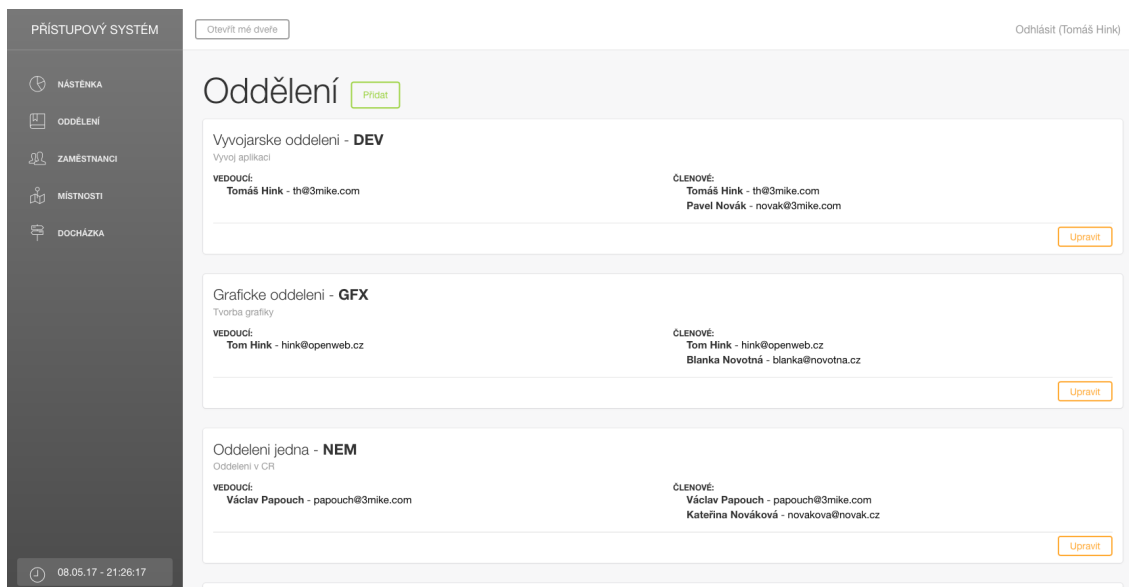 PŘÍSTUPOVÝ SYSTÉM
Otevřít mé dveře
Odhlásit (Tomáš Hink)
NÁSTĚNKA
ODDĚLENÍ
ZAMĚSTNANCI
MÍSTNOSTI
DOCHÁZKA
08.05.17 - 21:26:17
Oddělení
Přidat
Vyvojarske oddeleni - DEV
Vyvoj aplikaci
VEDOUCÍ:
Tomáš Hink - th@3mike.com
ČLENOVÉ:
Tomáš Hink - th@3mike.com
Pavel Novák - novak@3mike.com
Upravit
Graficke oddeleni - GFX
Tvorba grafiky
VEDOUCÍ:
Tom Hink - hink@openweb.cz
ČLENOVÉ:
Tom Hink - hink@openweb.cz
Blanka Novotná - blanka@novotna.cz
Upravit
Oddeleni jedna - NEM
Oddeleni v CR
VEDOUCÍ:
Václav Papouch - papouch@3mike.com
ČLENOVÉ:
Václav Papouch - papouch@3mike.com
Kateřina Nováková - novakova@novak.cz
Upravit